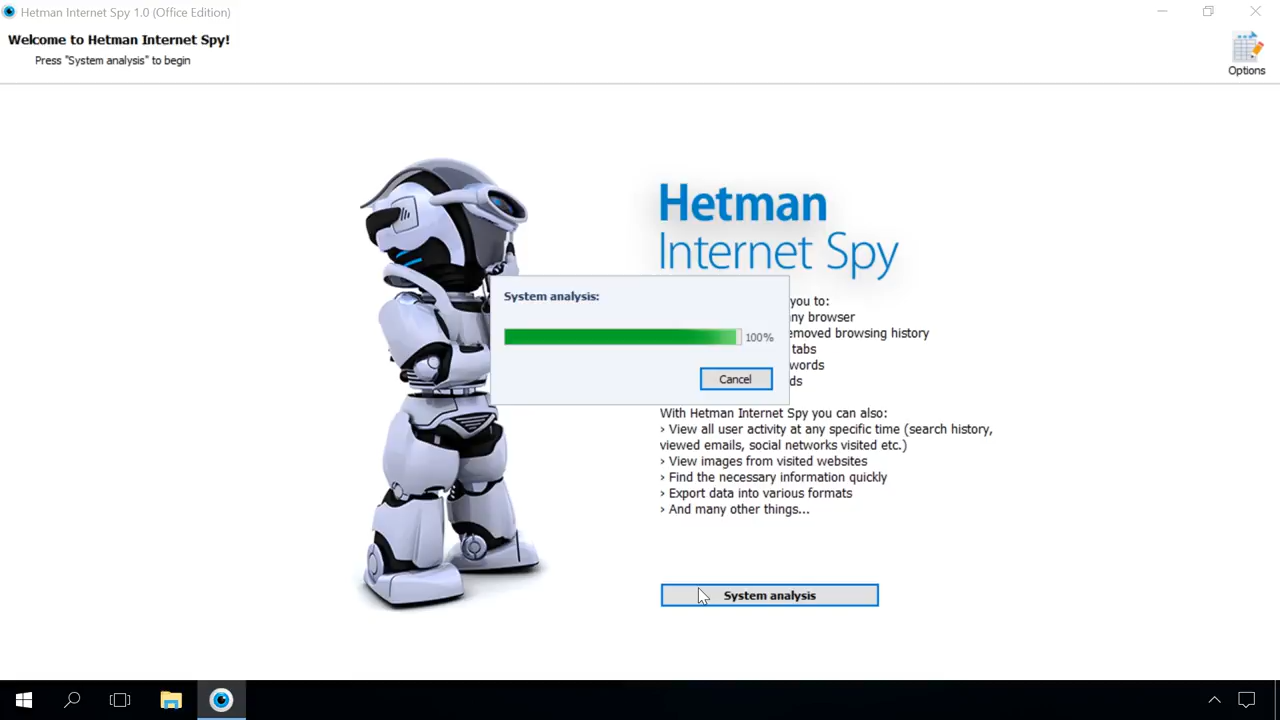 Hetman Internet Spy 1.0 (Office Edition)
Welcome to Hetman Internet Spy!
Press "System analysis" to begin
Options
Hetman
Internet Spy
System analysis:
100%
Cancel
you to:
any browser
emoved browsing history
tabs
words
ds
With Hetman Internet Spy you can also:
› View all user activity at any specific time (search history,
viewed emails, social networks visited etc.)
› View images from visited websites
› Find the necessary information quickly
› Export data into various formats
› And many other things...
System analysis